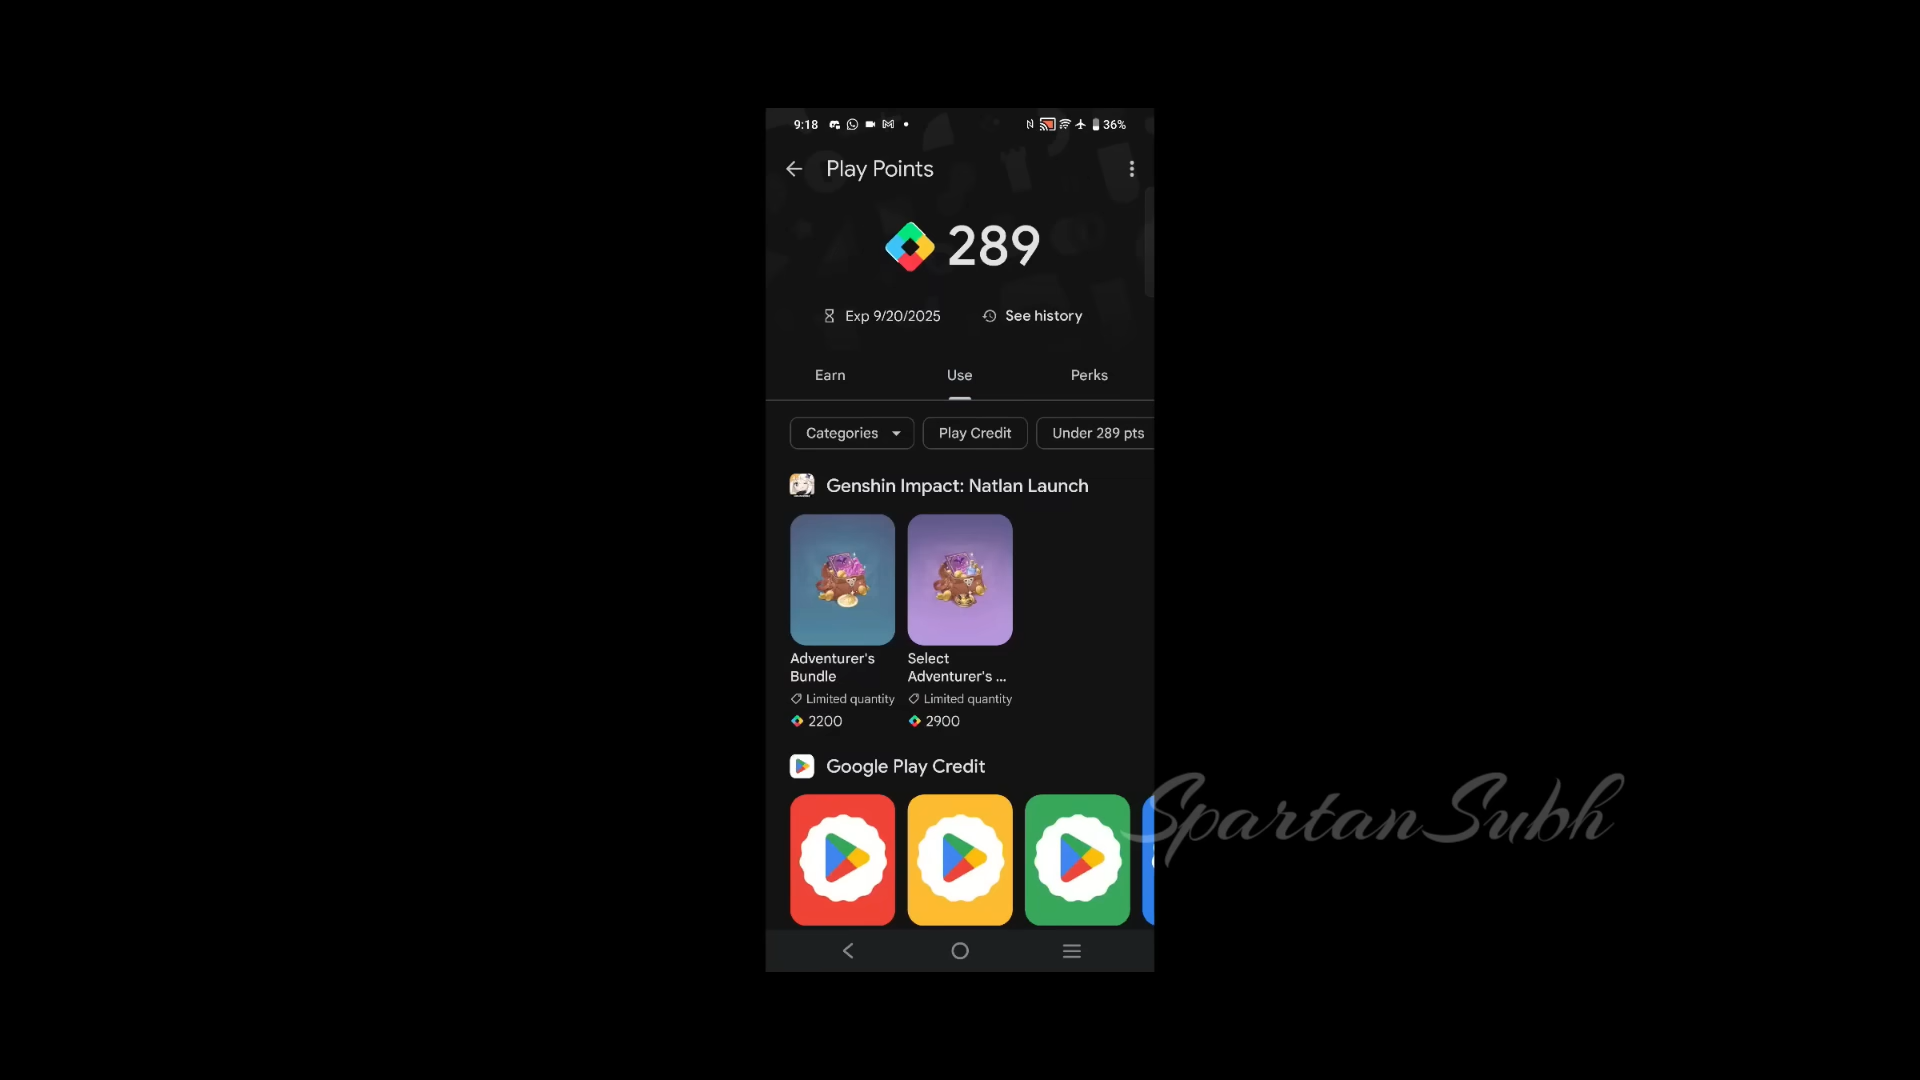 9:18
36%
Play Points
289
Exp 9/20/2025
See history
Earn
Use
Perks
Categories
Play Credit
Under 289 pts
Genshin Impact: Natlan Launch
Adventurer's
Bundle
Limited quantity
2200
Select
Adventurer's ...
Limited quantity
2900
Google Play Credit
SpartanSubh